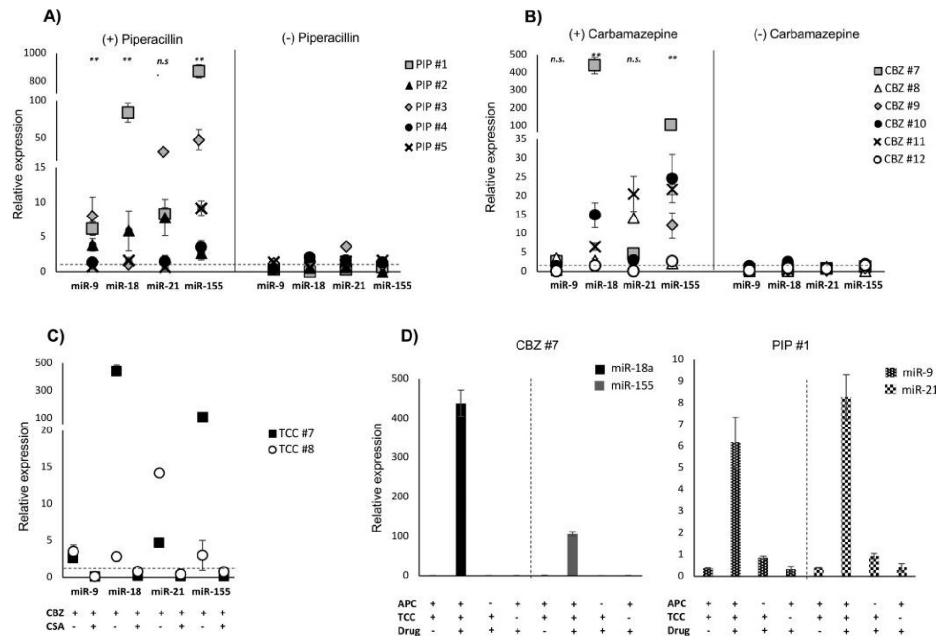 A)
(+) Piperacillin
(-) Piperacillin
1000
800
100
50
15
10
5
0
Relative expression
**
**
n.s
**
PIP #1
PIP #2
PIP #3
PIP #4
PIP #5
miR-9 miR-18 miR-21 miR-155
miR-9 miR-18 miR-21 miR-155
B)
(+) Carbamazepine
(-) Carbamazepine
500
400
300
200
100
35
30
25
20
15
10
5
0
Relative expression
n.s.
**
n.s.
**
CBZ #7
CBZ #8
CBZ #9
CBZ #10
CBZ #11
CBZ #12
miR-9 miR-18 miR-21 miR-155
miR-9 miR-18 miR-21 miR-155
C)
500
400
300
200
100
20
15
10
5
0
Relative expression
TCC #7
TCC #8
miR-9 miR-18 miR-21 miR-155
CBZ + + + + + + + +
CSA - + - + - + - +
D)
CBZ #7
500
400
300
200
100
0
Relative expression
miR-18a
miR-155
APC + + - + + + - +
TCC + + + - + + + -
Drug - + + + - + + +
PIP #1
10
9
8
7
6
5
4
3
2
1
0
miR-9
miR-21
APC + + - + + + - +
TCC + + + - + + + -
Drug - + + + - + + +